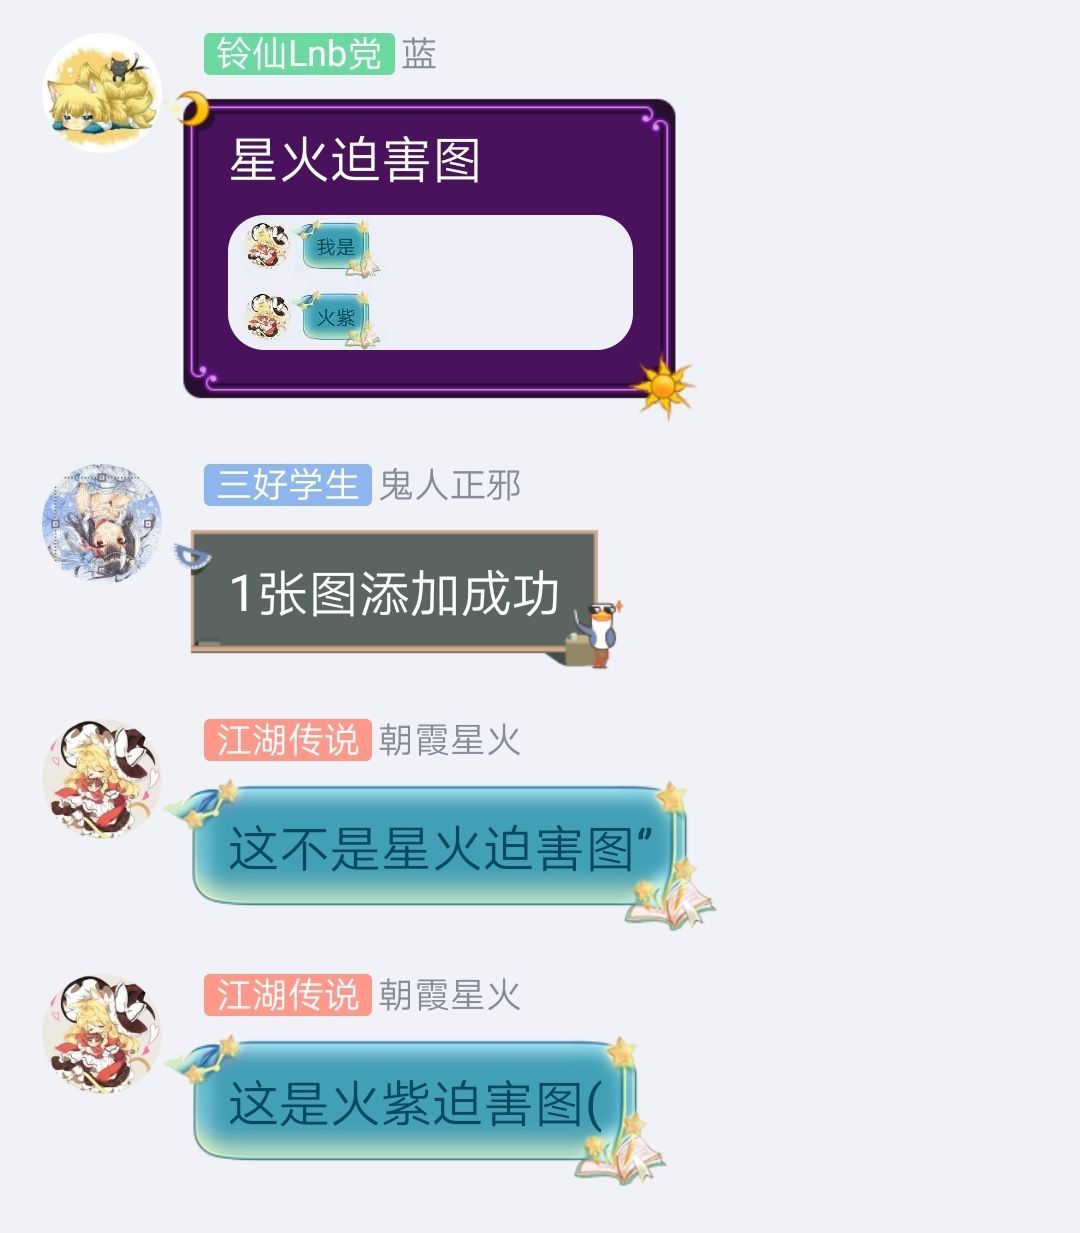 铃仙Lnb党 蓝
星火迫害图
我是
火紫
三好学生 鬼人正邪
1张图添加成功
江湖传说 朝霞星火
这不是星火迫害图“
江湖传说 朝霞星火
这是火紫迫害图(